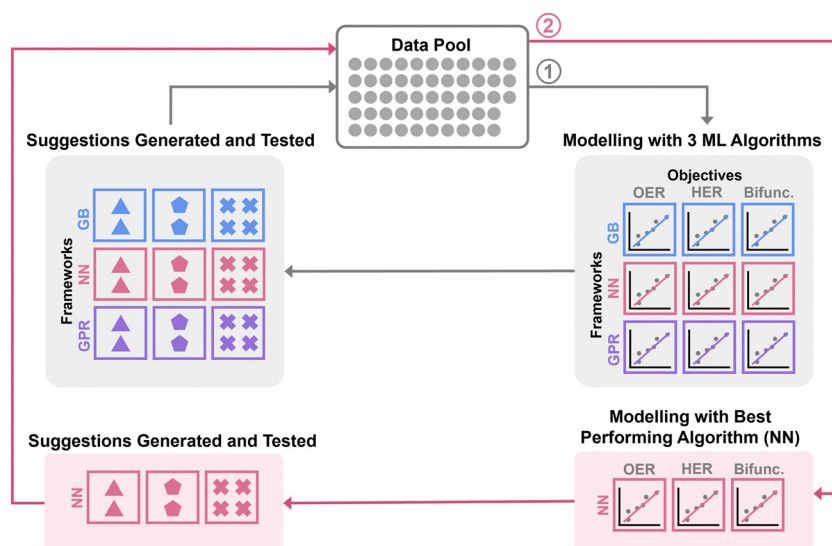 ②
Data Pool
①
Suggestions Generated and Tested
Modelling with 3 ML Algorithms
Objectives
OER HER Bifunc.
Frameworks
GB
NN
GPR
Frameworks
GB
NN
GPR
Suggestions Generated and Tested
NN
Modelling with Best
Performing Algorithm (NN)
OER HER Bifunc.
NN